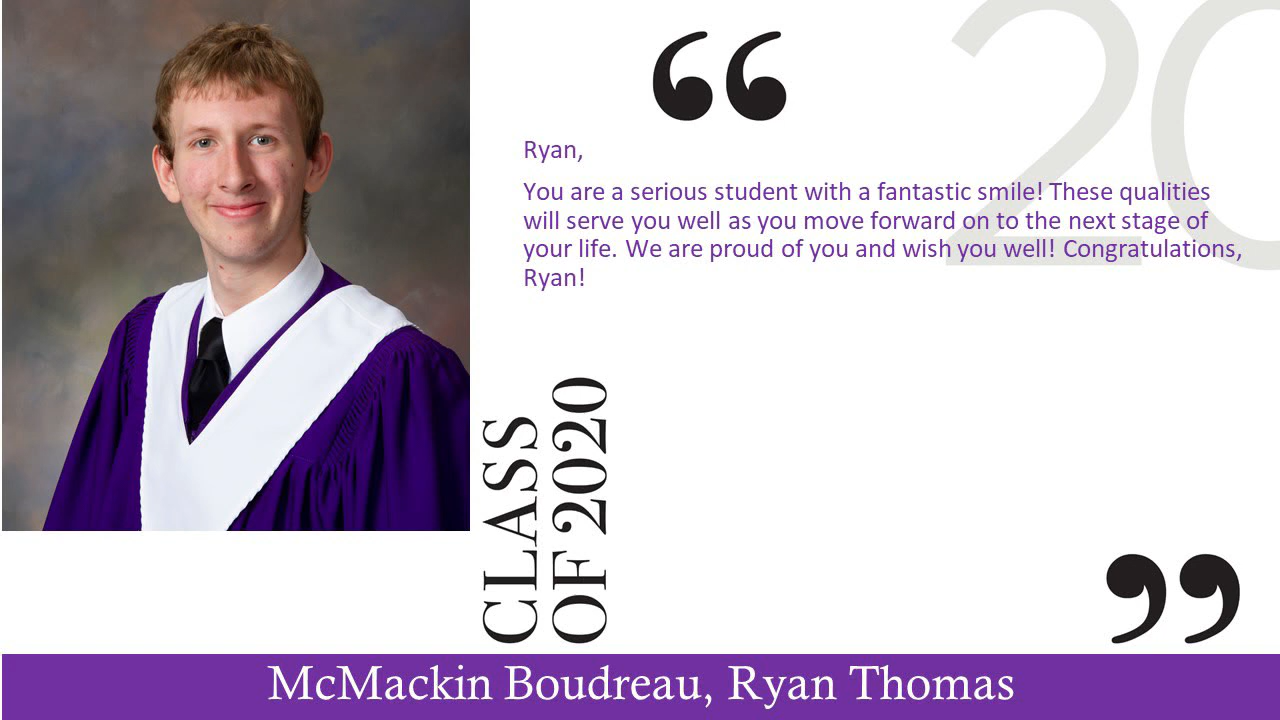 20
“
Ryan,
You are a serious student with a fantastic smile! These qualities
will serve you well as you move forward on to the next stage of
your life. We are proud of you and wish you well! Congratulations,
Ryan!
CLASS
OF 2020
”
McMackin Boudreau, Ryan Thomas